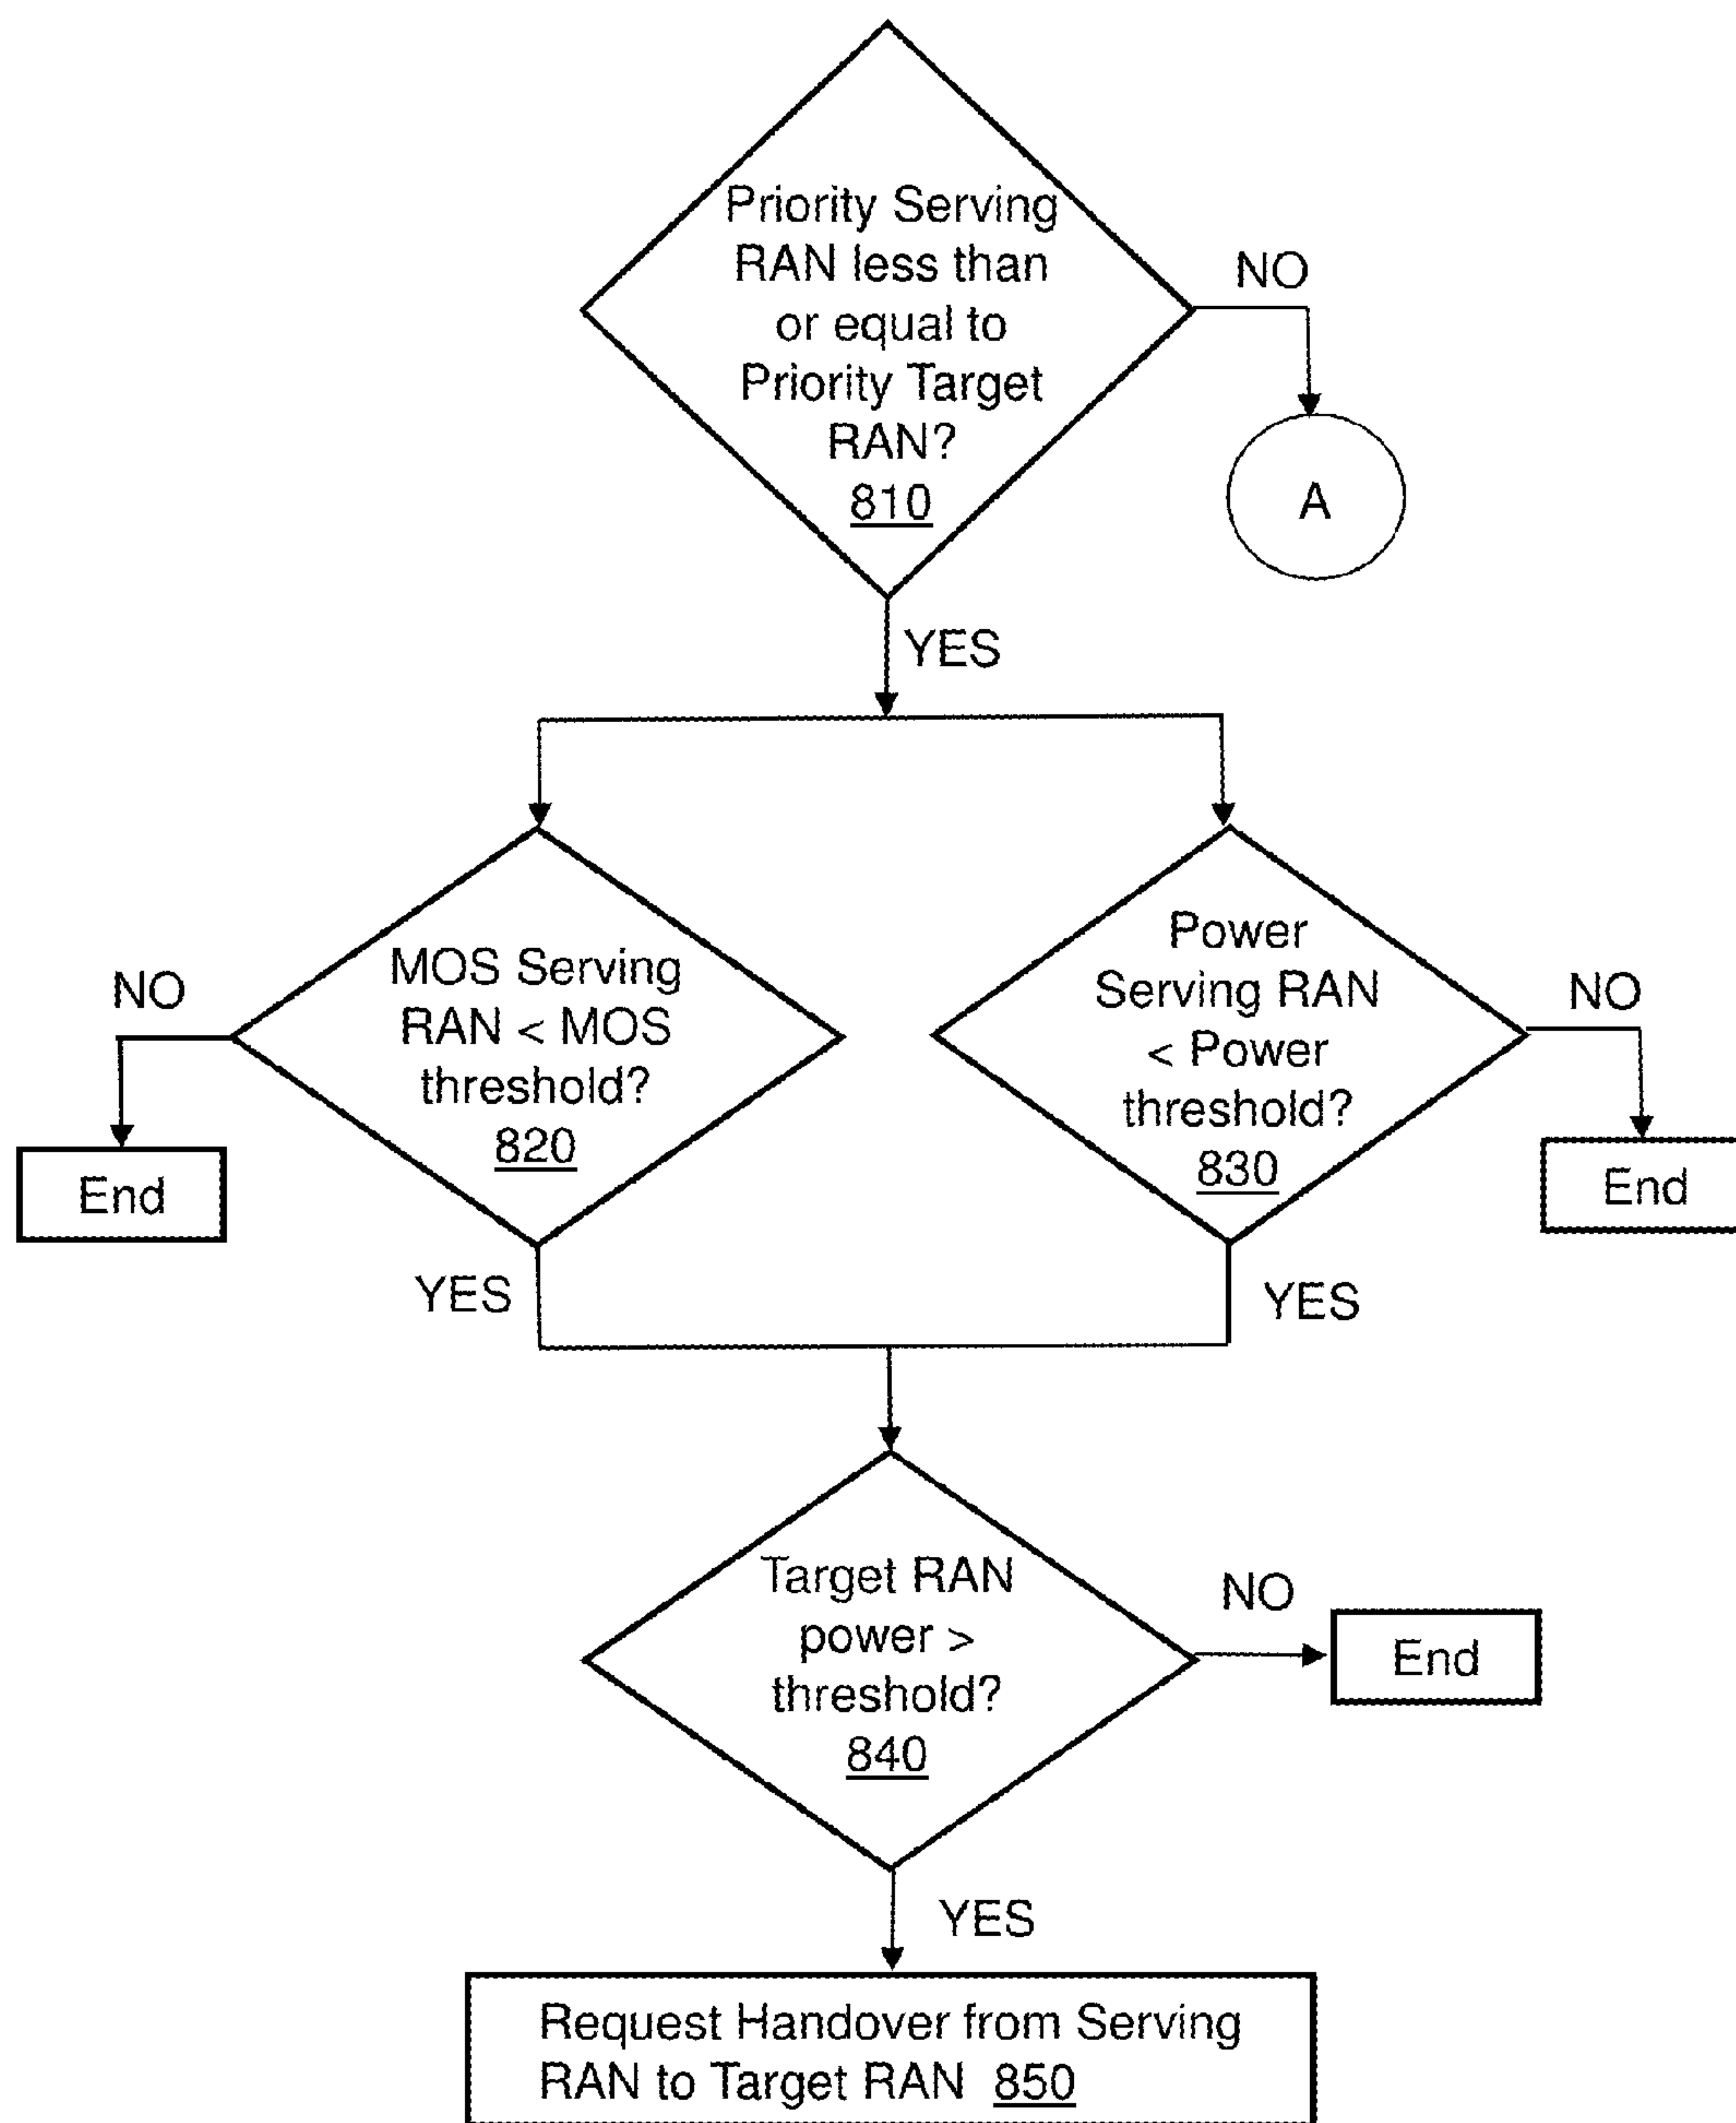 Priority Serving
RAN less than
or equal to
Priority Target
RAN?
810
NO
A
YES
MOS Serving
RAN < MOS
threshold?
820
NO
End
YES
Power
Serving RAN
< Power
threshold?
830
NO
End
YES
Target RAN
power >
threshold?
840
NO
End
YES
Request Handover from Serving
RAN to Target RAN 850